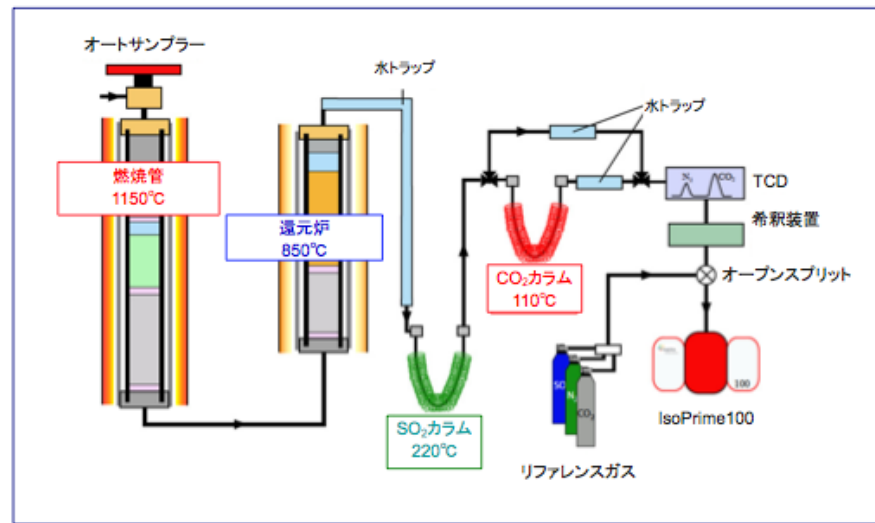 オートサンプラー
水トラップ
水トラップ
燃焼管
1150℃
還元炉
850℃
N₂
CO₂
TCD
希釈装置
CO₂カラム
110℃
オープンスプリット
SO₂カラム
220℃
N₂
CO₂
100
IsoPrime100
リファレンスガス